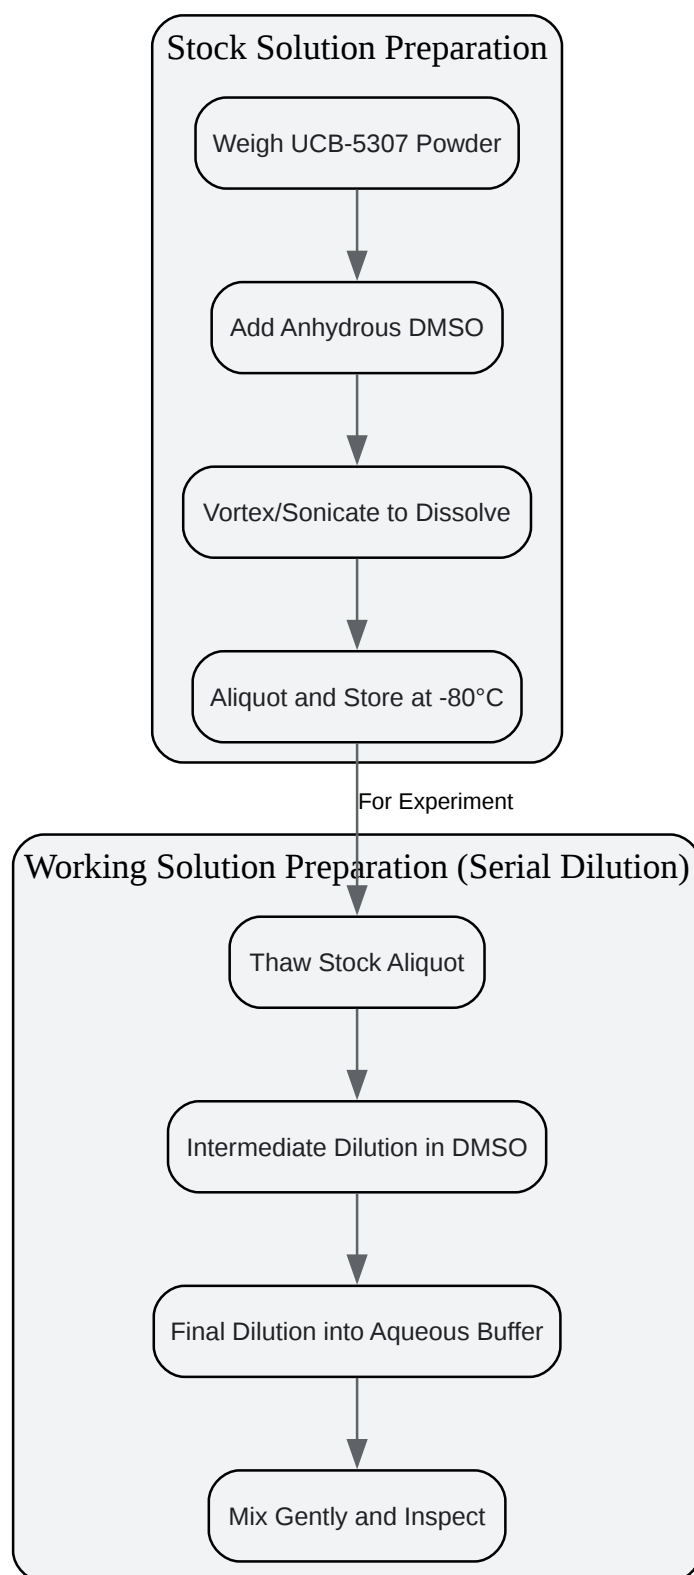 Stock Solution Preparation
Weigh UCB-5307 Powder
Add Anhydrous DMSO
Vortex/Sonicate to Dissolve
Aliquot and Store at -80°C
For Experiment
Working Solution Preparation (Serial Dilution)
Thaw Stock Aliquot
Intermediate Dilution in DMSO
Final Dilution into Aqueous Buffer
Mix Gently and Inspect